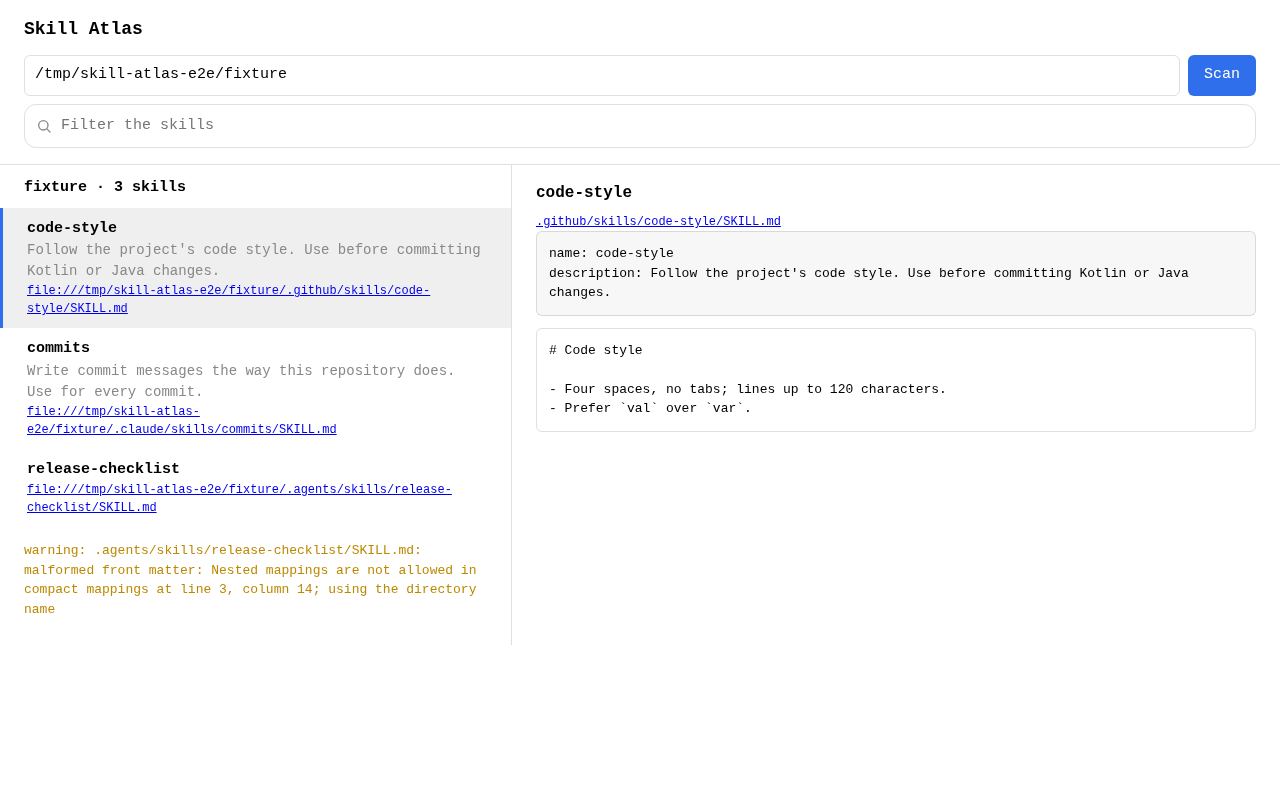 Skill Atlas
/tmp/skill-atlas-e2e/fixture
Scan
Filter the skills
fixture · 3 skills
code-style
Follow the project's code style. Use before committing
Kotlin or Java changes.
file:///tmp/skill-atlas-e2e/fixture/.github/skills/code-
style/SKILL.md
commits
Write commit messages the way this repository does.
Use for every commit.
file:///tmp/skill-atlas-
e2e/fixture/.claude/skills/commits/SKILL.md
release-checklist
file:///tmp/skill-atlas-e2e/fixture/.agents/skills/release-
checklist/SKILL.md
warning: .agents/skills/release-checklist/SKILL.md:
malformed front matter: Nested mappings are not allowed in
compact mappings at line 3, column 14; using the directory
name
code-style
.github/skills/code-style/SKILL.md
name: code-style
description: Follow the project's code style. Use before committing Kotlin or Java
changes.
# Code style
- Four spaces, no tabs; lines up to 120 characters.
- Prefer `val` over `var`.